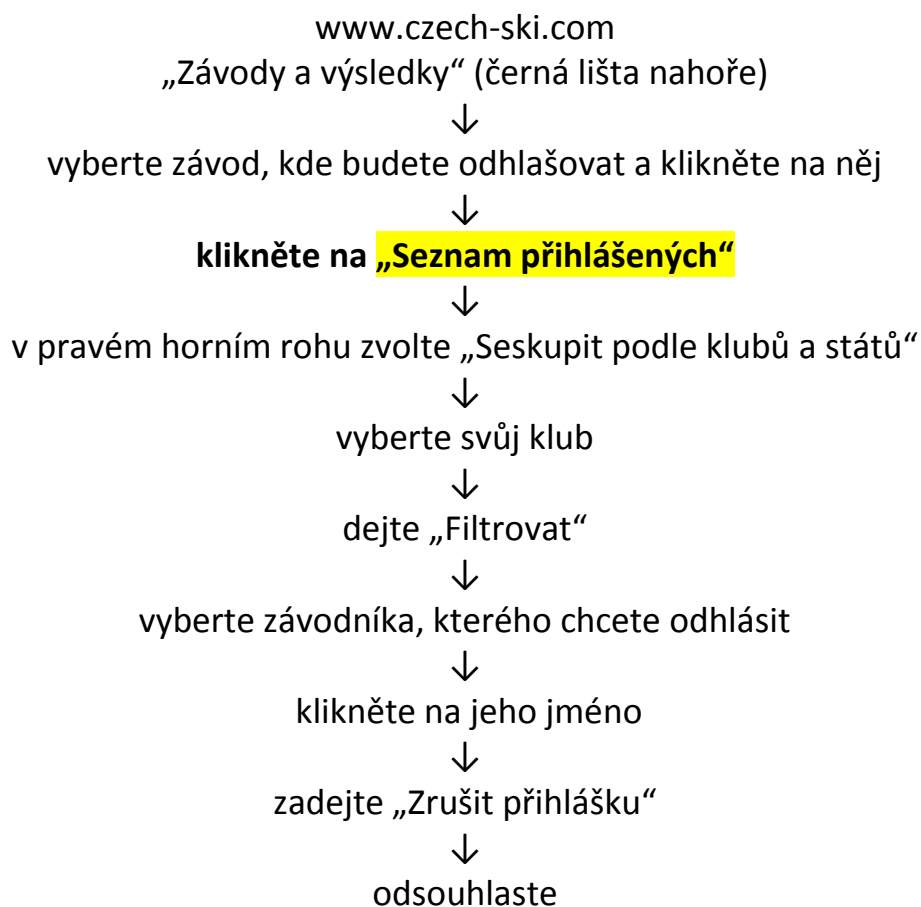 www.czech-ski.com
„Závody a výsledky“ (černá lišta nahoře)
↓
vyberte závod, kde budete odhlašovat a klikněte na něj
↓
klikněte na „Seznam přihlášených“
↓
v pravém horním rohu zvolte „Seskupit podle klubů a států“
↓
vyberte svůj klub
↓
dejte „Filtrovat“
↓
vyberte závodníka, kterého chcete odhlásit
↓
klikněte na jeho jméno
↓
zadejte „Zrušit přihlášku“
↓
odsouhlaste